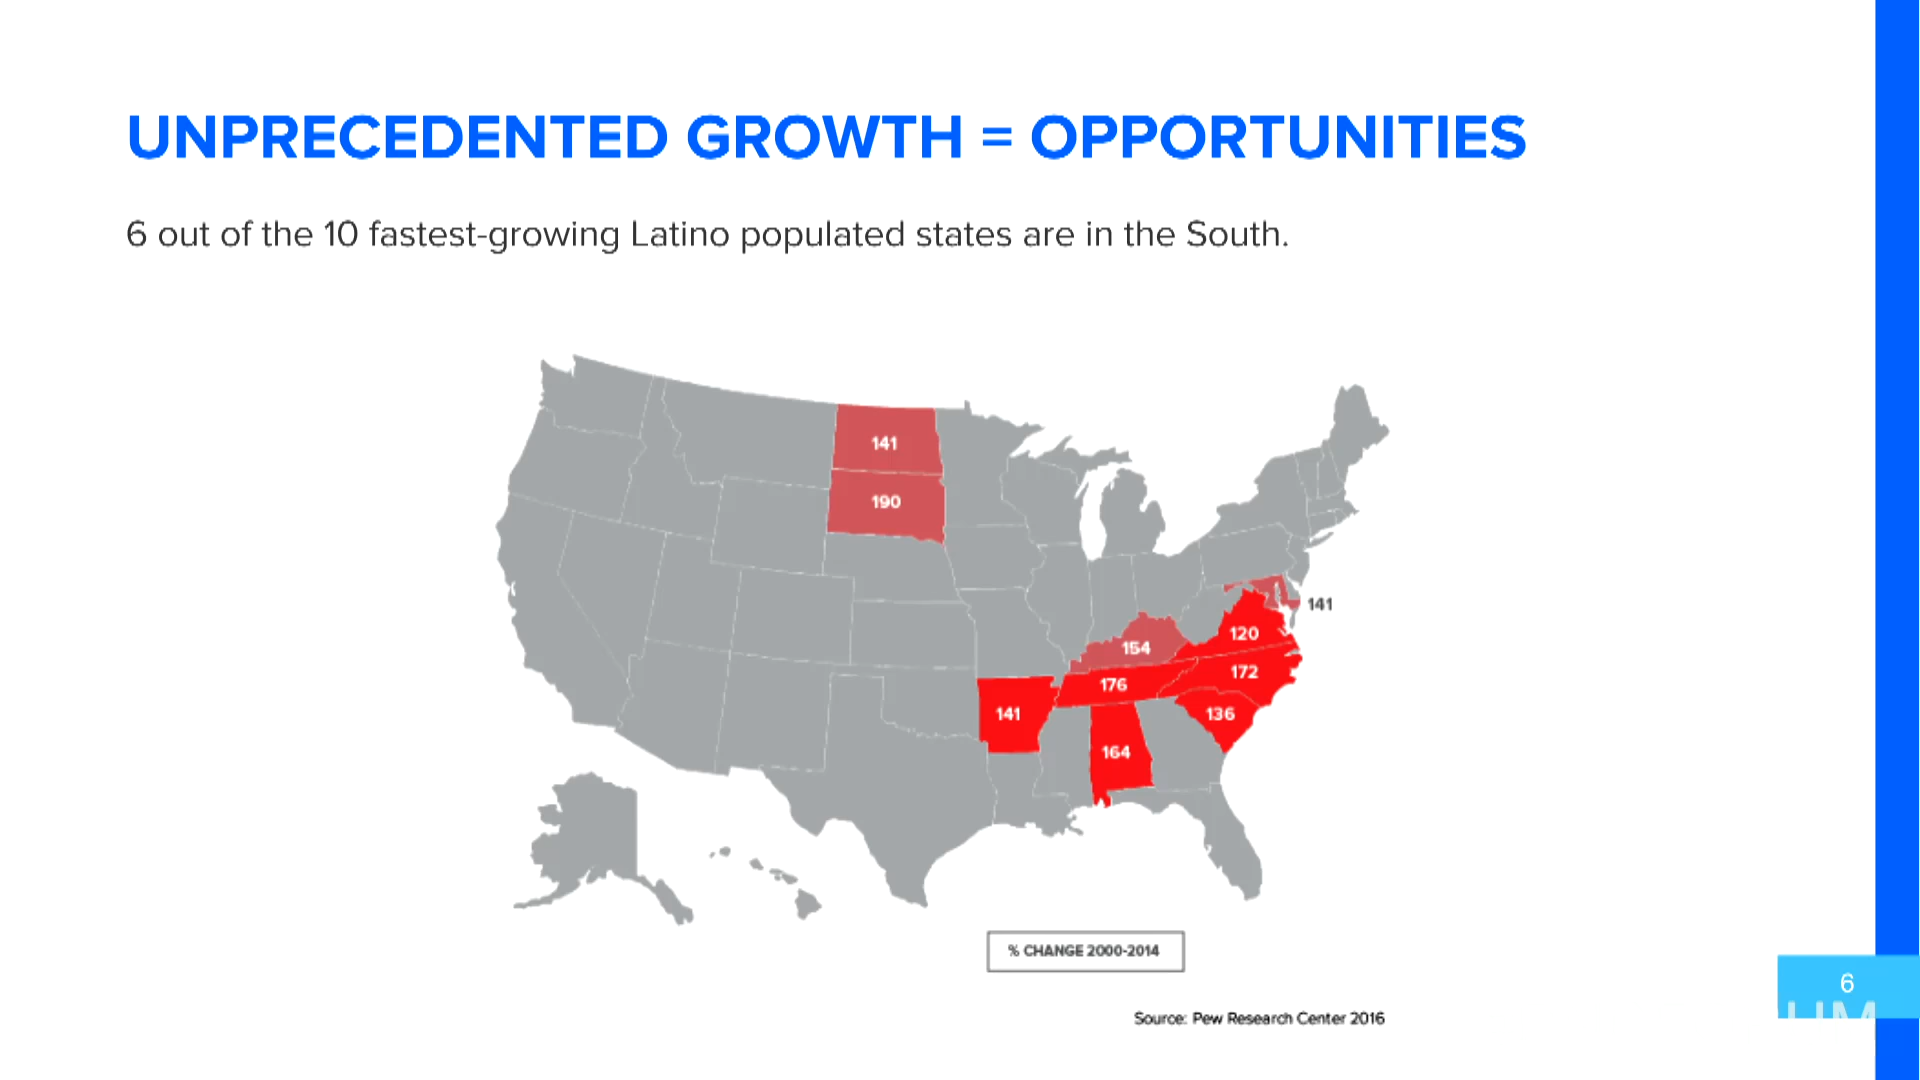 UNPRECEDENTED GROWTH = OPPORTUNITIES
6 out of the 10 fastest-growing Latino populated states are in the South.
141
190
141
120
154
172
176
141
136
164
% CHANGE 2000-2014
6
Source: Pew Research Center 2016